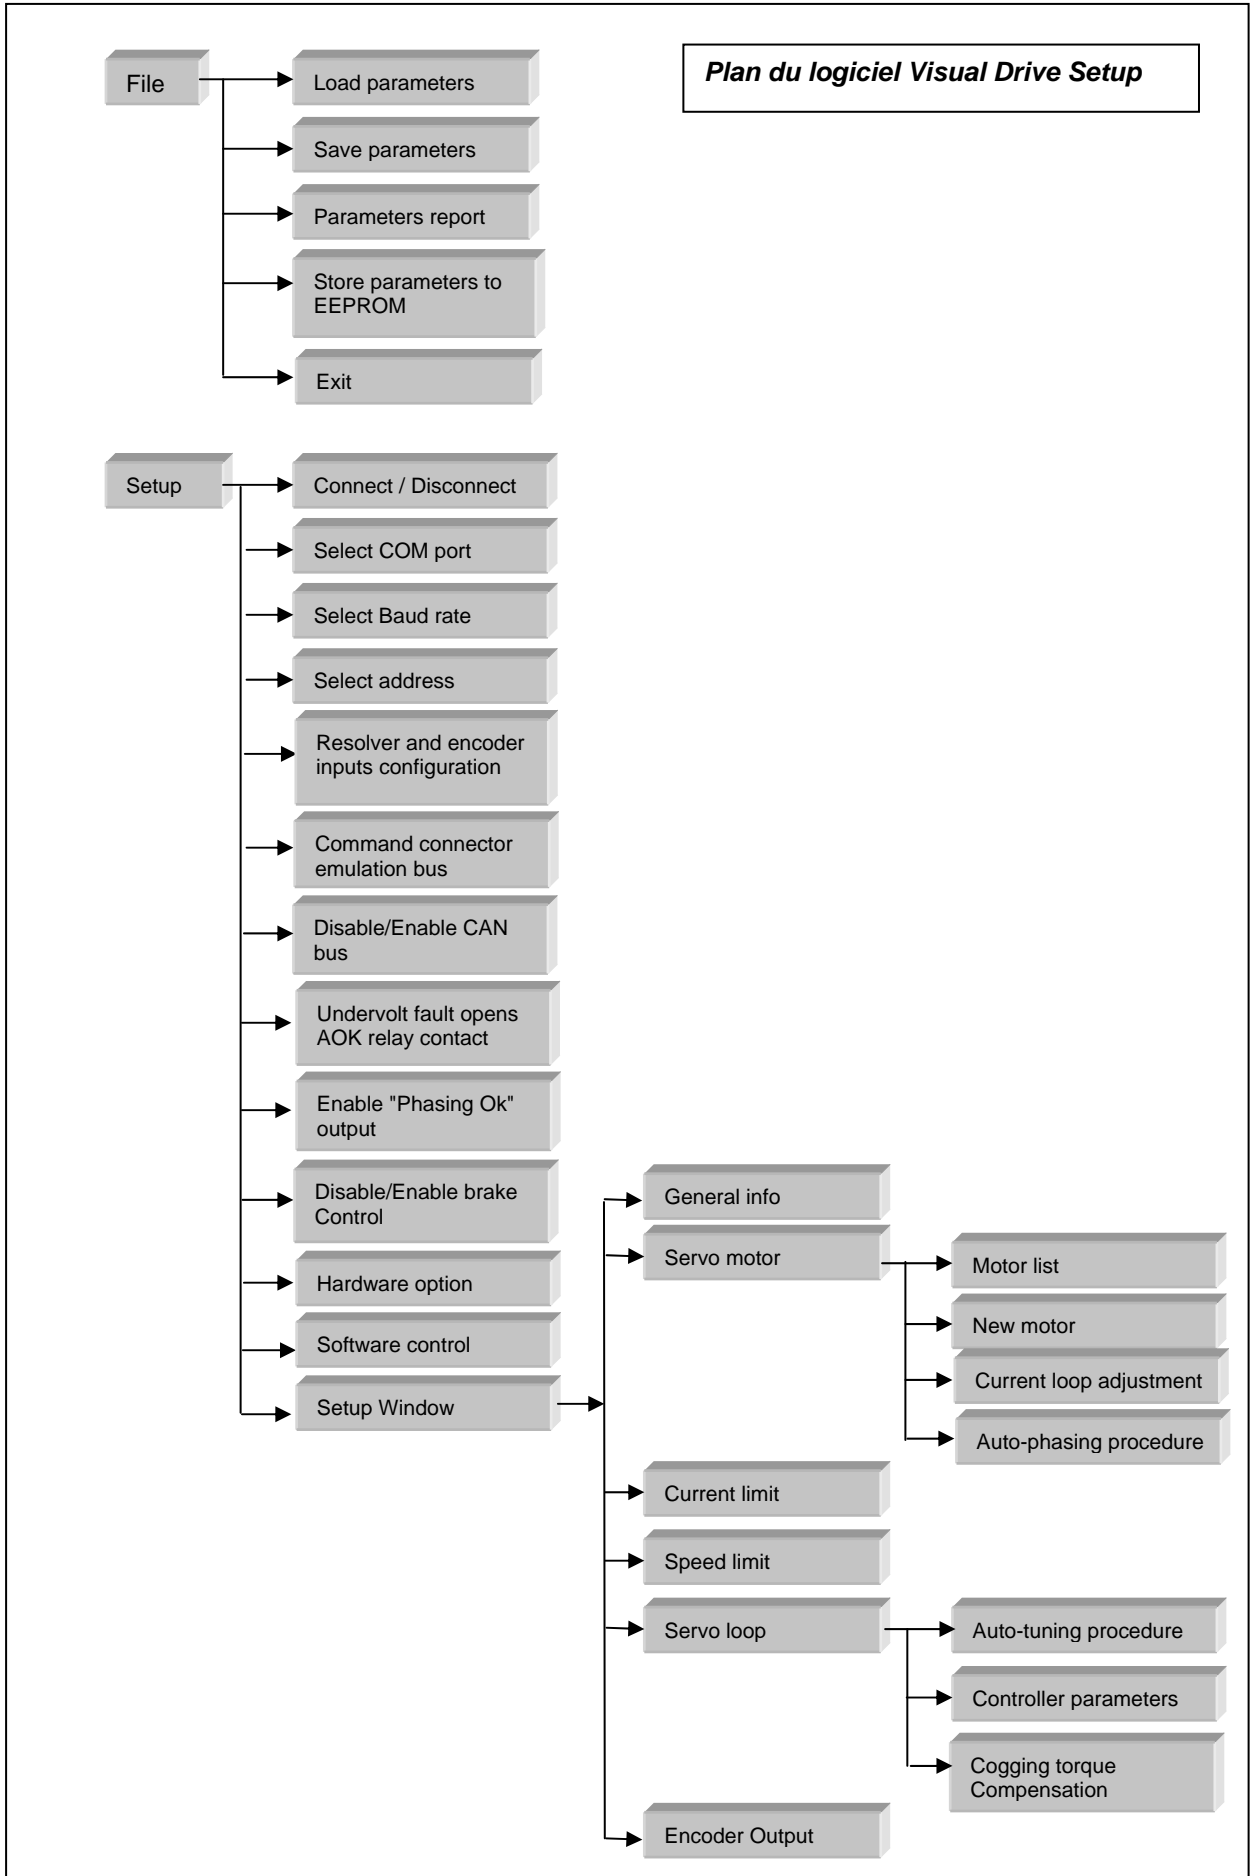 Plan du logiciel Visual Drive Setup
File
Load parameters
Save parameters
Parameters report
Store parameters to
EEPROM
Exit
Setup
Connect / Disconnect
Select COM port
Select Baud rate
Select address
Resolver and encoder
inputs configuration
Command connector
emulation bus
Disable/Enable CAN
bus
Undervolt fault opens
AOK relay contact
Enable "Phasing Ok"
output
Disable/Enable brake
Control
Hardware option
Software control
Setup Window
General info
Servo motor
Motor list
New motor
Current loop adjustment
Auto-phasing procedure
Current limit
Speed limit
Servo loop
Auto-tuning procedure
Controller parameters
Cogging torque
Compensation
Encoder Output